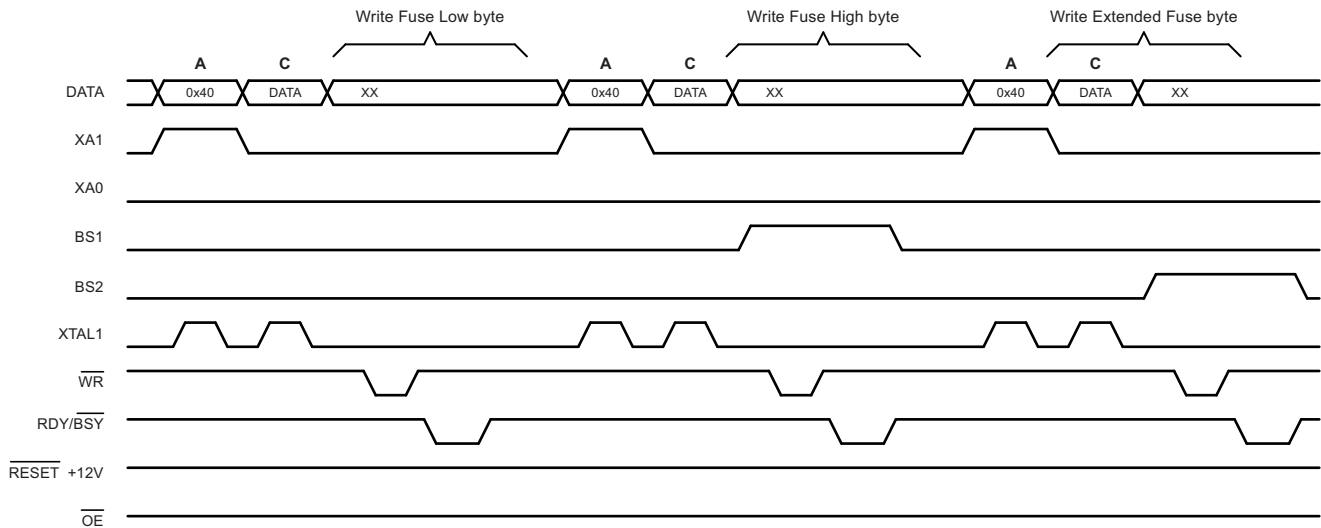 Write Fuse Low byte Write Fuse High byte Write Extended Fuse byte
A C A C A C
DATA 0x40 DATA XX 0x40 DATA XX 0x40 DATA XX
XA1
XA0
BS1
BS2
XTAL1
WR
RDY/BSY
RESET +12V
OE